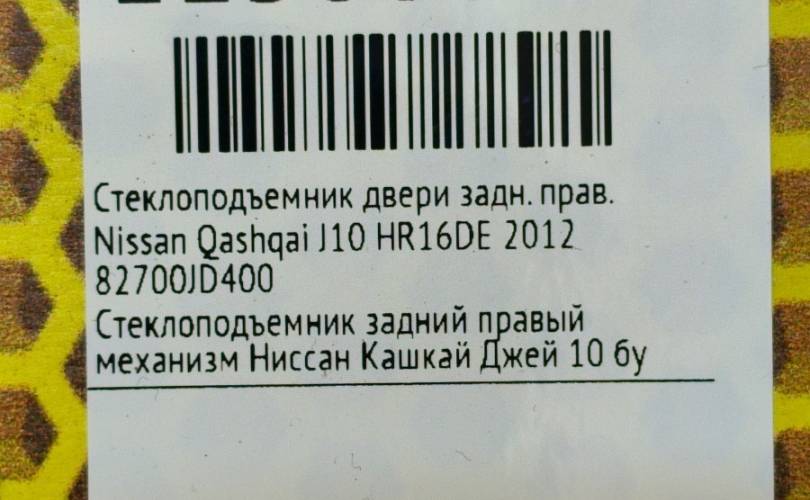 Стеклоподъемник двери задн. прав.
Nissan Qashqai J10 HR16DE 2012
82700JD400
Стеклоподъемник задний правый
механизм Ниссан Кашкай Джей 10 бу